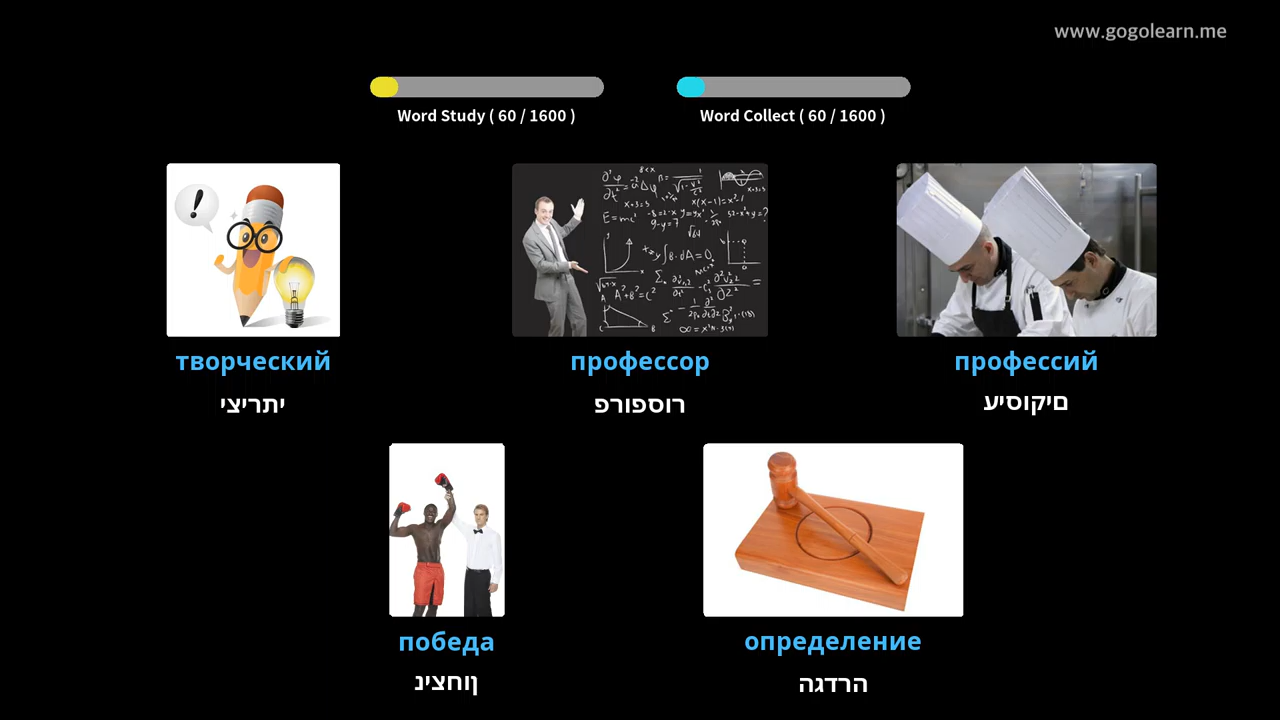 www.gogolearn.me
Word Study ( 60 / 1600 )
Word Collect ( 60 / 1600 )
творческий
יתריצי
профессор
רוספורפ
профессий
םיקוסיע
победа
ןוחצינ
определение
הרדגה